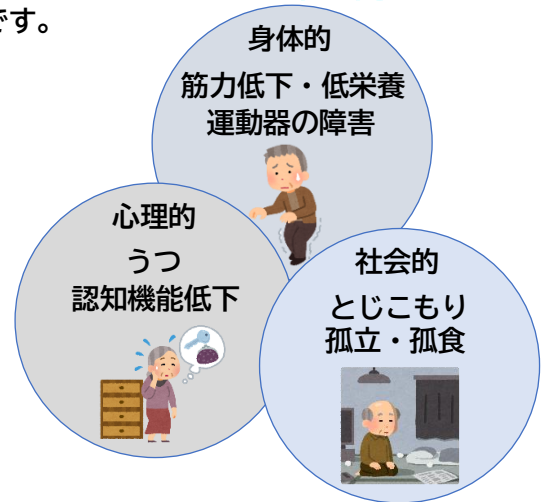 です。
身体的
筋力低下・低栄養
運動器の障害
心理的
うつ
認知機能低下
社会的
とじこもり
孤立・孤食